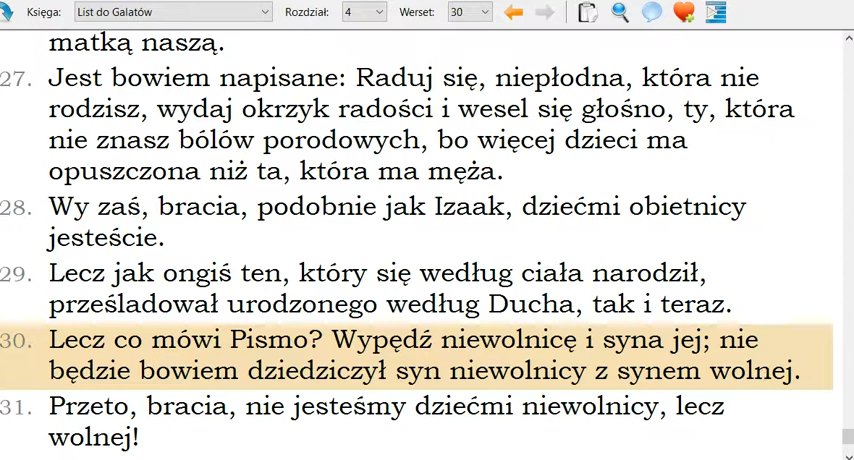 Księga: List do Galatów Rozdział: 4 Werset: 30
matką naszą.
27. Jest bowiem napisane: Raduj się, niepłodna, która nie
rodzisz, wydaj okrzyk radości i wesel się głośno, ty, która
nie znasz bólów porodowych, bo więcej dzieci ma
opuszczona niż ta, która ma męża.
28. Wy zaś, bracia, podobnie jak Izaak, dziećmi obietnicy
jesteście.
29. Lecz jak ongiś ten, który się według ciała narodził,
prześladował urodzonego według Ducha, tak i teraz.
30. Lecz co mówi Pismo? Wypędź niewolnicę i syna jej; nie
będzie bowiem dziedziczył syn niewolnicy z synem wolnej.
31. Przeto, bracia, nie jesteśmy dziećmi niewolnicy, lecz
wolnej!